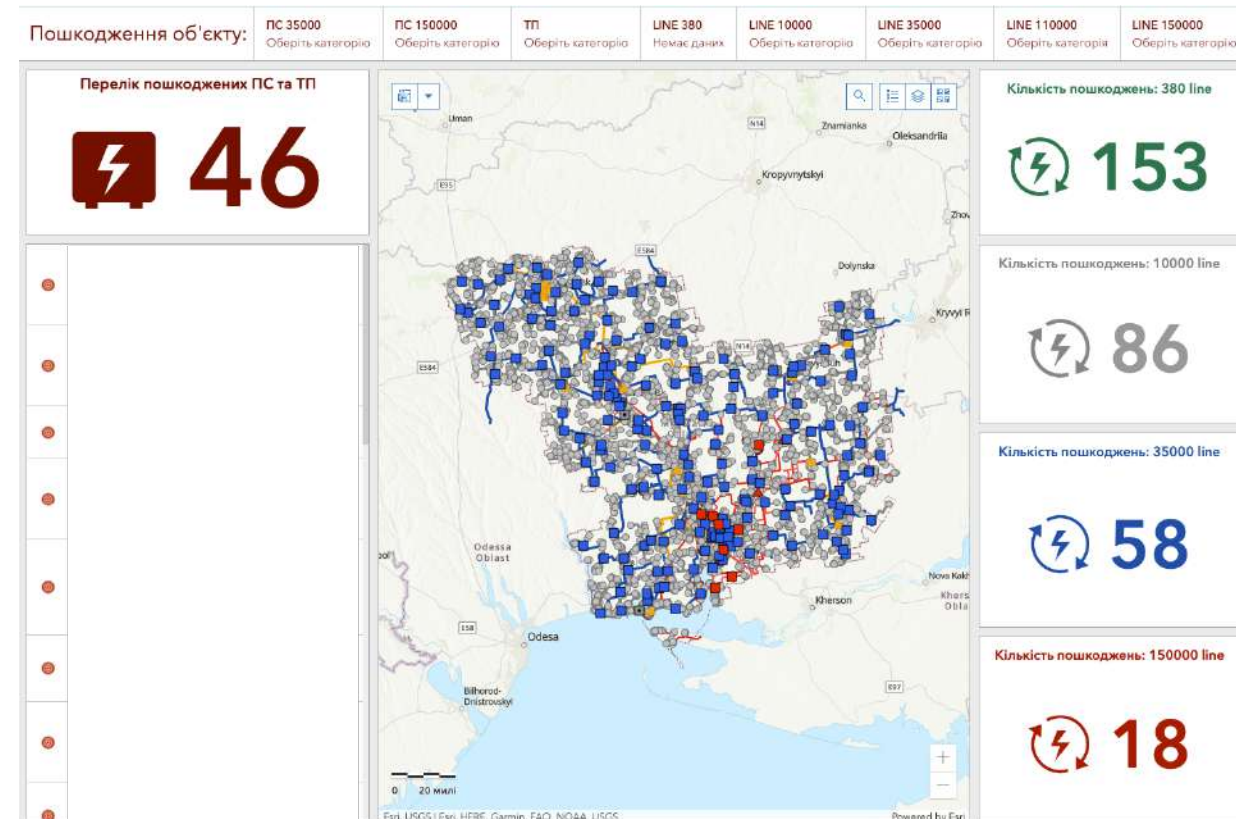 Пошкодження об'єкту:
ПС 35000
Оберіть категорію
ПС 150000
Оберіть категорію
ТП
Оберіть категорію
LINE 380
Немає даних
LINE 10000
Оберіть категорію
LINE 35000
Оберіть категорію
LINE 110000
Оберіть категорія
LINE 150000
Оберіть категорію
Перелік пошкоджених ПС та ТП
46
Uman
N14
Znamianka
Oleksandriia
E95
Kropyvnytskyi
E584
Dolynska
Kryvyi R
N14
E584
Odessa
Oblast
Nova Kakh
Khers
Obla
Kherson
E58
Odesa
E97
Bilhorod-
Dnistrovskyi
0 20 милі
Esri, USGS | Esri, HERE, Garmin, FAO, NOAA, USGS
Powered by Esri
Кількість пошкоджень: 380 line
153
Кількість пошкоджень: 10000 line
86
Кількість пошкоджень: 35000 line
58
Кількість пошкоджень: 150000 line
18